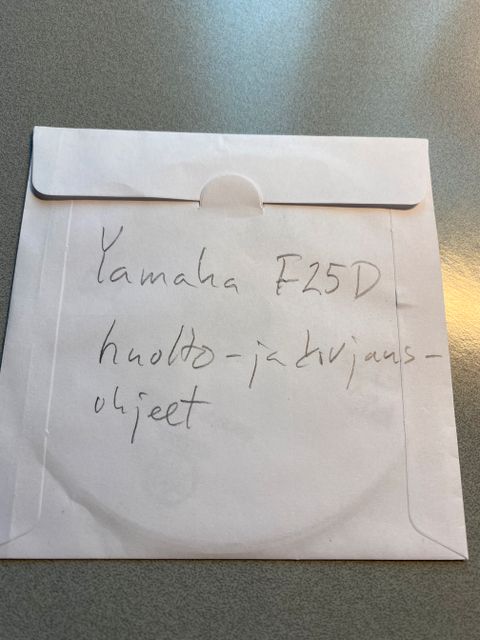 Yamaha F25D
huolto- ja korjaus-
ohjeet